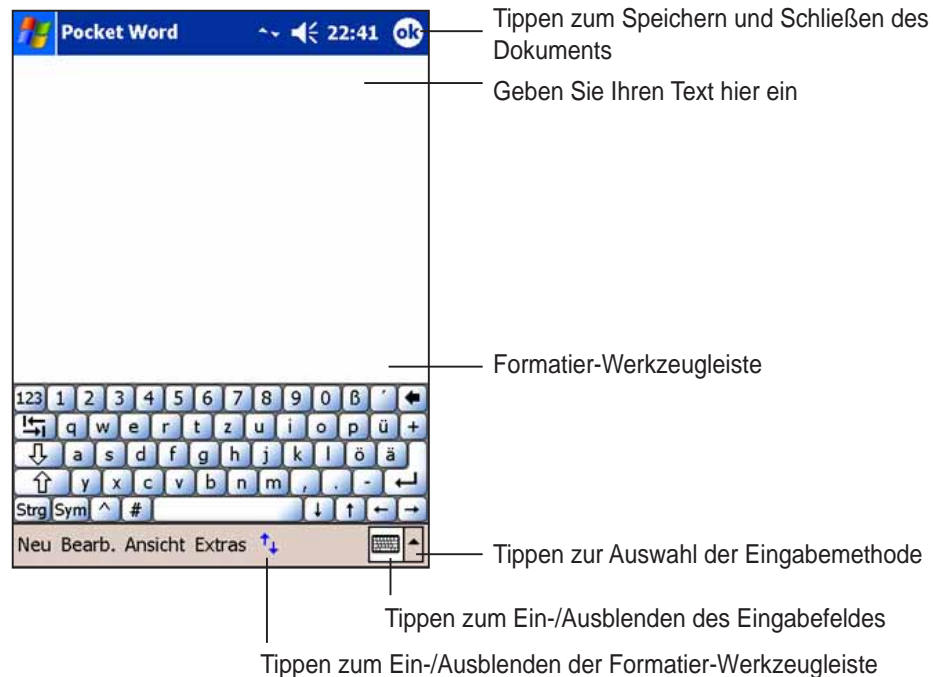 Pocket Word 22:41 ok
Tippen zum Speichern und Schließen des
Dokuments
Geben Sie Ihren Text hier ein
Formatier-Werkzeugleiste
123 1 2 3 4 5 6 7 8 9 0 ß ´
q w e r t z u i o p ü +
a s d f g h j k l ö ä
y x c v b n m , . -
Strg Sym ^ # ↓ ↑ ← →
Neu Bearb. Ansicht Extras
Tippen zur Auswahl der Eingabemethode
Tippen zum Ein-/Ausblenden des Eingabefeldes
Tippen zum Ein-/Ausblenden der Formatier-Werkzeugleiste